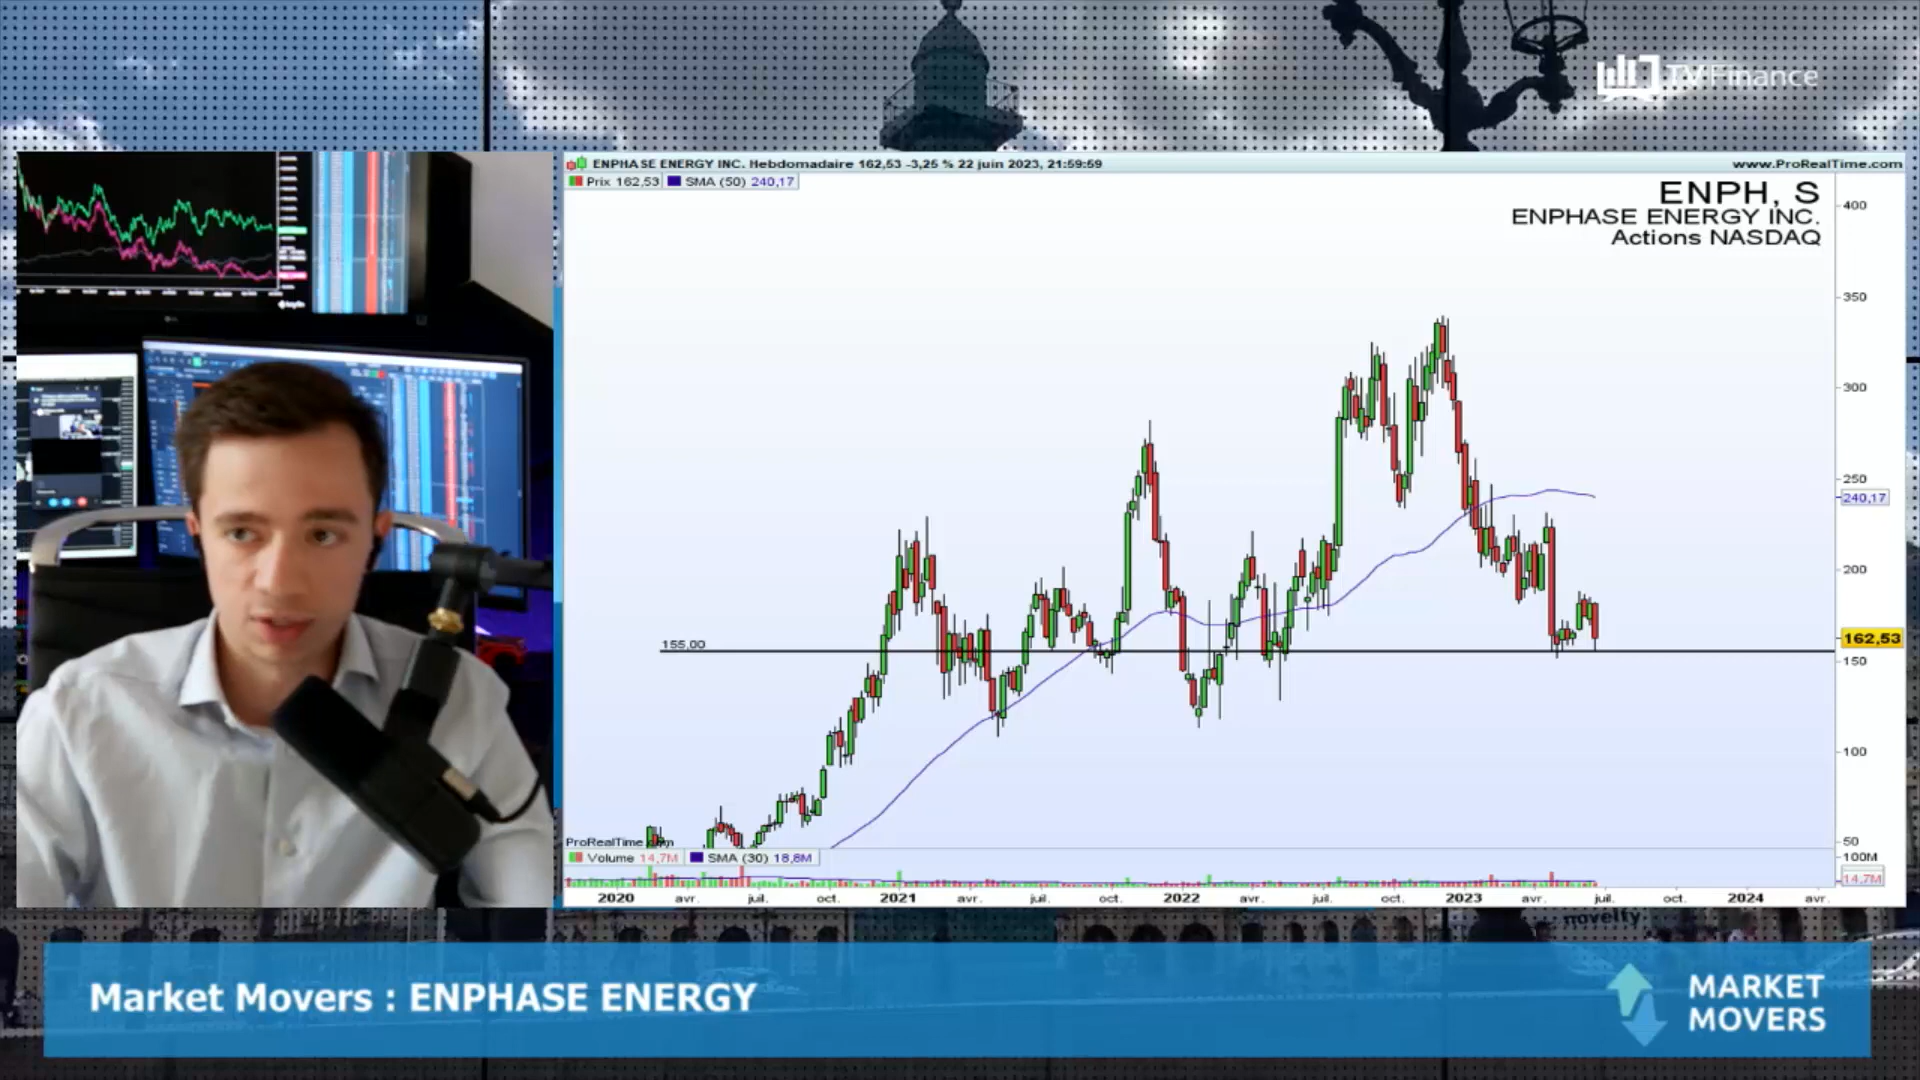 TVFinance
ENPHASE ENERGY INC. Hebdomadaire 162,53 -3,25 % 22 juin 2023, 21:59:59
www.ProRealTime.com
Prix 162,53 SMA (50) 240,17
ENPH, S
ENPHASE ENERGY INC.
Actions NASDAQ
400
350
300
250
240,17
200
162,53
155,00
150
100
50
ProRealTime
Volume 14,7M SMA (30) 18,8M
100M
14,7M
2020 avr. juil. oct. 2021 avr. juil. oct. 2022 avr. juil. oct. 2023 avr. juil. oct. 2024 avr.
novelty
Market Movers : ENPHASE ENERGY
MARKET
MOVERS